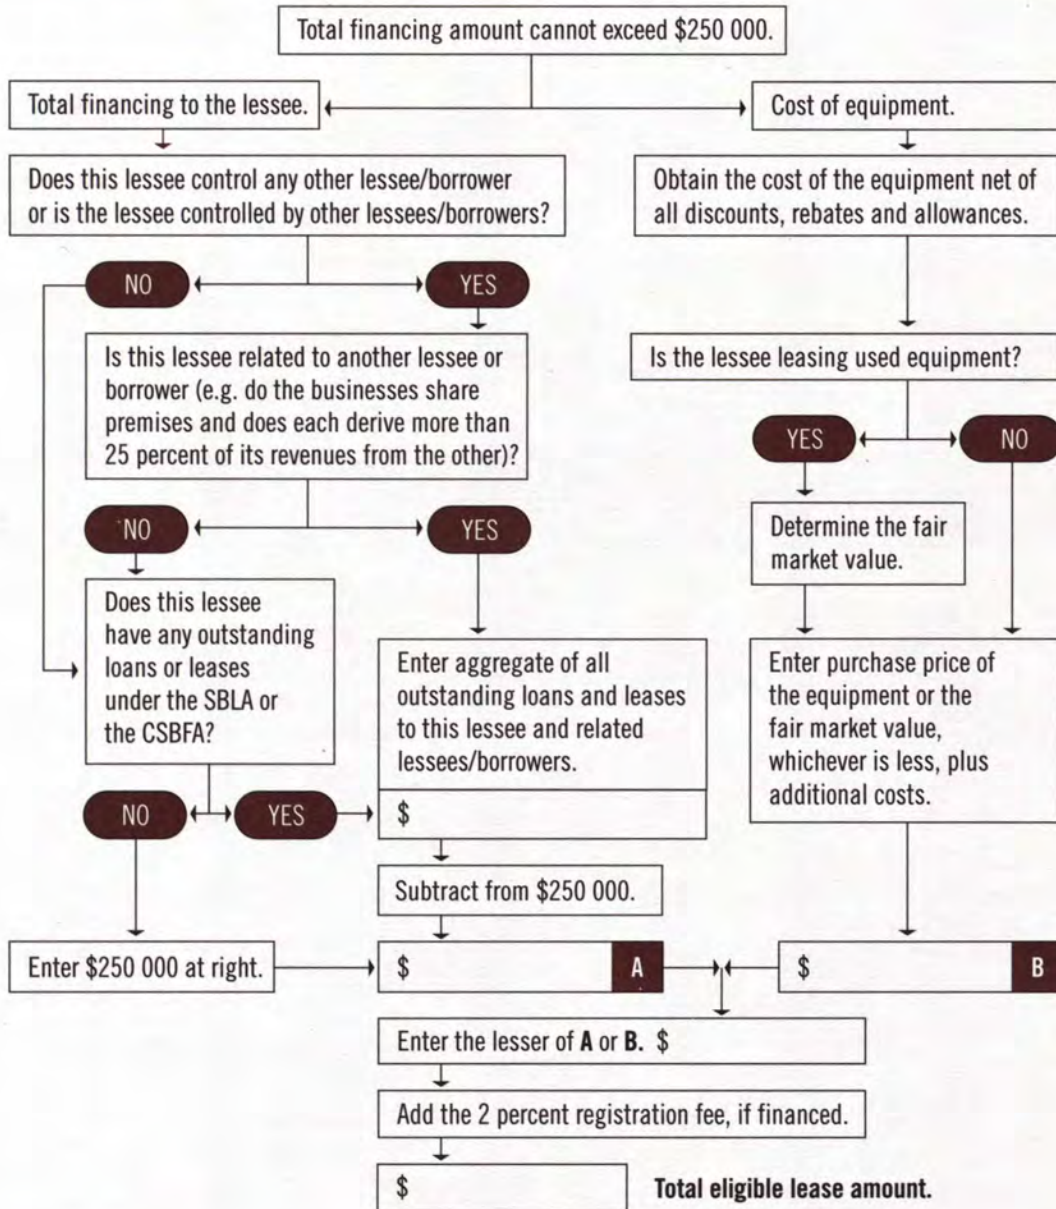 Total financing amount cannot exceed $250 000.
Total financing to the lessee.
Cost of equipment.
Does this lessee control any other lessee/borrower
or is the lessee controlled by other lessees/borrowers?
Obtain the cost of the equipment net of
all discounts, rebates and allowances.
NO
YES
Is this lessee related to another lessee or
borrower (e.g. do the businesses share
premises and does each derive more than
25 percent of its revenues from the other)?
Is the lessee leasing used equipment?
YES
NO
NO
YES
Determine the fair
market value.
Does this lessee
have any outstanding
loans or leases
under the SBLA or
the CSBFA?
Enter aggregate of all
outstanding loans and leases
to this lessee and related
lessees/borrowers.
$
Enter purchase price of
the equipment or the
fair market value,
whichever is less, plus
additional costs.
NO
YES
Subtract from $250 000.
Enter $250 000 at right.
$
A
$
B
Enter the lesser of A or B. $
Add the 2 percent registration fee, if financed.
$
Total eligible lease amount.